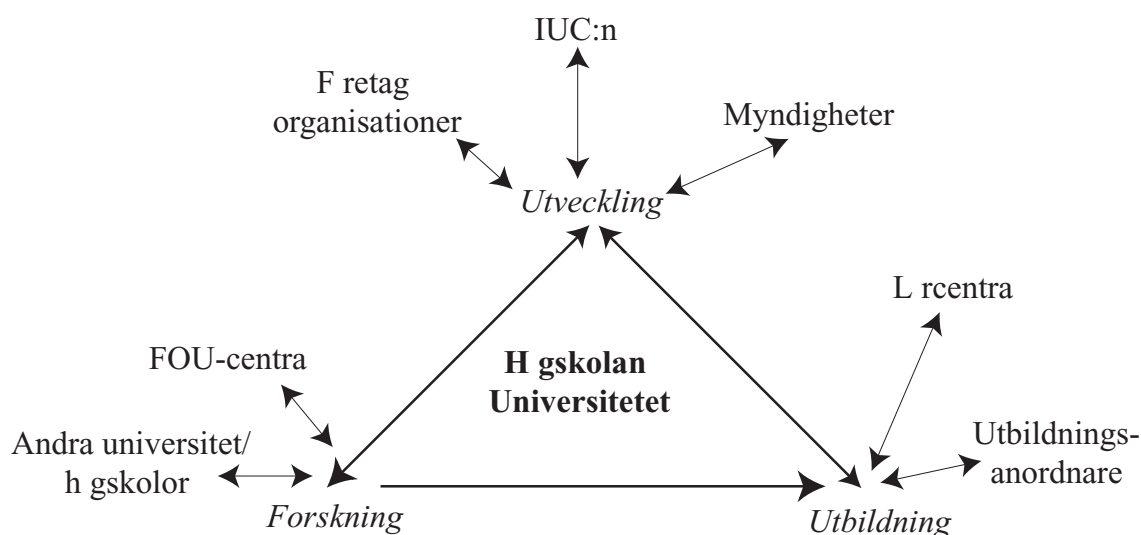 IUC:n
F retag
organisationer
Myndigheter
Utveckling
L rcentra
FOU-centra
H gskolan
Universitetet
Andra universitet/
h gskolor
Utbildnings-
anordnare
Forskning
Utbildning